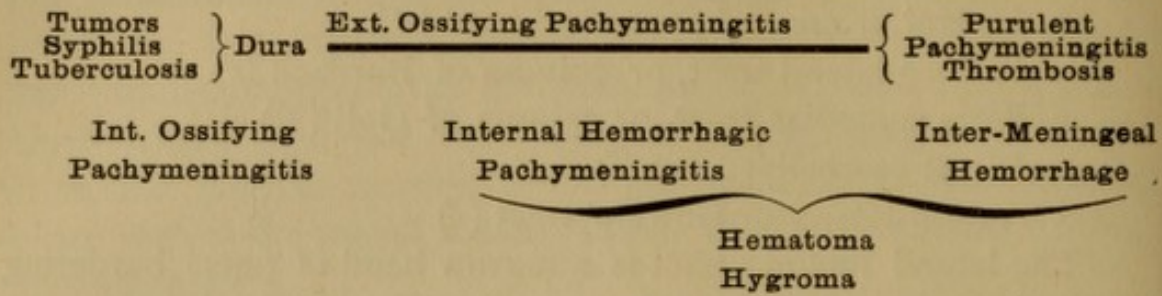 Tumors
Syphilis
Tuberculosis
Dura
Ext. Ossifying Pachymeningitis
Purulent
Pachymeningitis
Thrombosis
Int. Ossifying
Pachymeningitis
Internal Hemorrhagic
Pachymeningitis
Inter-Meningeal
Hemorrhage
Hematoma
Hygroma